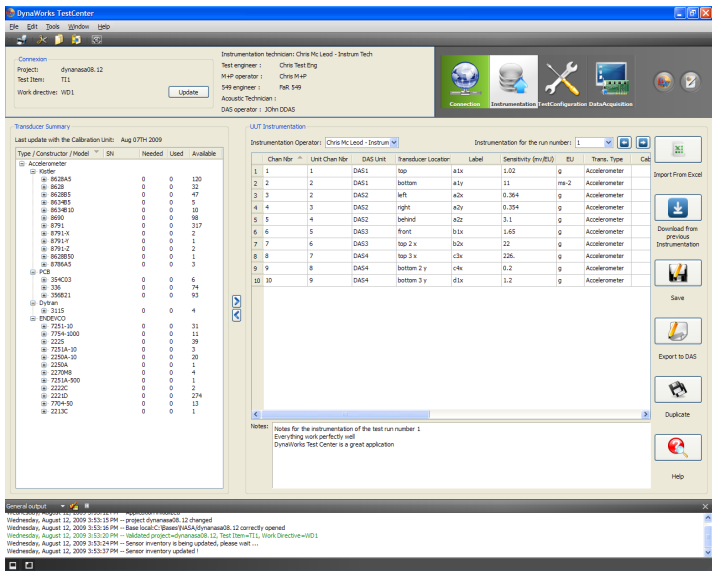 DynaWorks TestCenter
File Edit Tools Window Help
Connexion
Project: dynanasa08.12
Test Item: TI1
Work directive: WD1
Update
Instrumentation technician: Chris Mc Leod - Instrum Tech
Test engineer : Chris Test Eng
M+P operator : Chris M+P
549 engineer : FaR 549
Acoustic Technician :
DAS operator : JOhn DDAS
Connection Instrumentation TestConfiguration DataAcquisition
Transducer Summary
Last update with the Calibration Unit: Aug 07TH 2009
Type / Constructor / Model SN Needed Used Available
Accelerometer
Kistler
8628A5 0 0 120
8628 0 0 32
8628B5 0 0 47
8634B5 0 0 5
8634B10 0 0 10
8690 0 0 98
8791 0 0 317
8791-X 0 0 2
8791-Y 0 0 1
8791-Z 0 0 2
8628B50 0 0 1
8786A5 0 0 3
PCB
354C03 0 0 6
336 0 0 74
356B21 0 0 93
Dytran
3115 0 0 4
ENDEVCO
7251-10 0 0 31
7754-1000 0 0 11
2225 0 0 39
7251A-10 0 0 3
2250A-10 0 0 20
2250A 0 0 1
2270M8 0 0 4
7251A-500 0 0 1
2222C 0 0 2
2221D 0 0 274
7704-50 0 0 13
2213C 0 0 1
UUT Instrumentation
Instrumentation Operator: Chris Mc Leod - Instrum
Instrumentation for the run number: 1
Chan Nbr Unit Chan Nbr DAS Unit Transducer Location Label Sensitivity (mv/EU) EU Trans. Type Cab
1 1 1 DAS1 top a1x 1.02 g Accelerometer
2 2 2 DAS1 bottom a1y 11 ms-2 Accelerometer
3 3 2 DAS2 left a2x 0.364 g Accelerometer
4 4 3 DAS2 right a2y 0.354 g Accelerometer
5 5 4 DAS2 behind a2z 3.1 g Accelerometer
6 6 5 DAS3 front b1x 1.65 g Accelerometer
7 7 6 DAS3 top 2 x b2x 22 g Accelerometer
8 8 7 DAS4 top 3 x c3x 226. g Accelerometer
9 9 8 DAS4 bottom 2 y c4x 0.2 g Accelerometer
10 10 9 DAS4 bottom 3 y d1x 1.2 g Accelerometer
Notes: Notes for the instrumentation of the test run number 1
Everything work perfectly well
DynaWorks Test Center is a great application
Import From Excel
Download from
previous
Instrumentation
Save
Export to DAS
Duplicate
Help
General output
Wednesday, August 12, 2009 3:53:15 PM -- project dynanasa08.12 changed
Wednesday, August 12, 2009 3:53:16 PM -- Base local:C:\Bases\NASA/dynanasa08.12 correctly opened
Wednesday, August 12, 2009 3:53:20 PM -- Validated project=dynanasa08.12, Test Item=TI1, Work Directive=WD1
Wednesday, August 12, 2009 3:53:24 PM -- Sensor inventory is being updated, please wait ...
Wednesday, August 12, 2009 3:53:37 PM -- Sensor inventory updated !